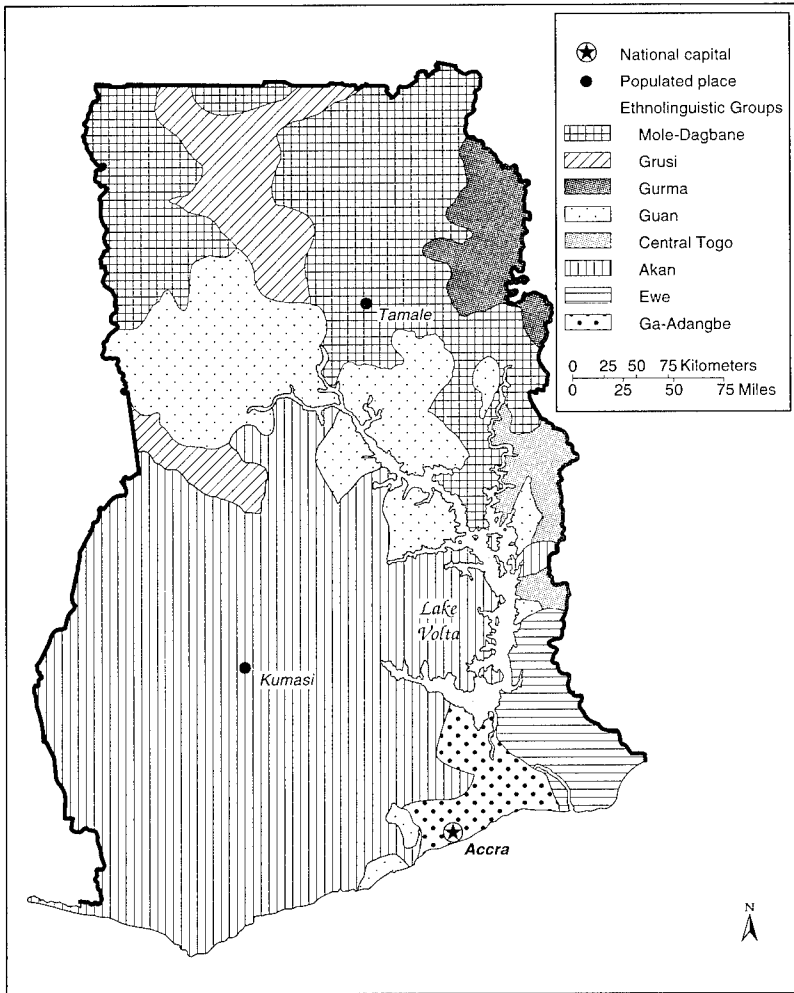 National capital
Populated place
Ethnolinguistic Groups
Mole-Dagbane
Grusi
Gurma
Guan
Central Togo
Akan
Ewe
Ga-Adangbe
0 25 50 75 Kilometers
0 25 50 75 Miles
Tamale
Lake
Volta
Kumasi
Accra
N